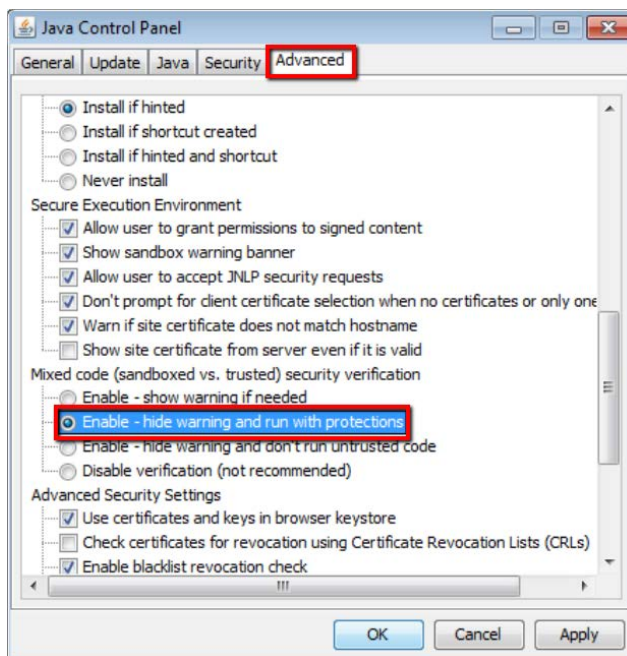 Java Control Panel
General Update Java Security Advanced
Install if hinted
Install if shortcut created
Install if hinted and shortcut
Never install
Secure Execution Environment
Allow user to grant permissions to signed content
Show sandbox warning banner
Allow user to accept JNLP security requests
Don't prompt for client certificate selection when no certificates or only one
Warn if site certificate does not match hostname
Show site certificate from server even if it is valid
Mixed code (sandboxed vs. trusted) security verification
Enable - show warning if needed
Enable - hide warning and run with protections
Enable - hide warning and don't run untrusted code
Disable verification (not recommended)
Advanced Security Settings
Use certificates and keys in browser keystore
Check certificates for revocation using Certificate Revocation Lists (CRLs)
Enable blacklist revocation check
OK Cancel Apply